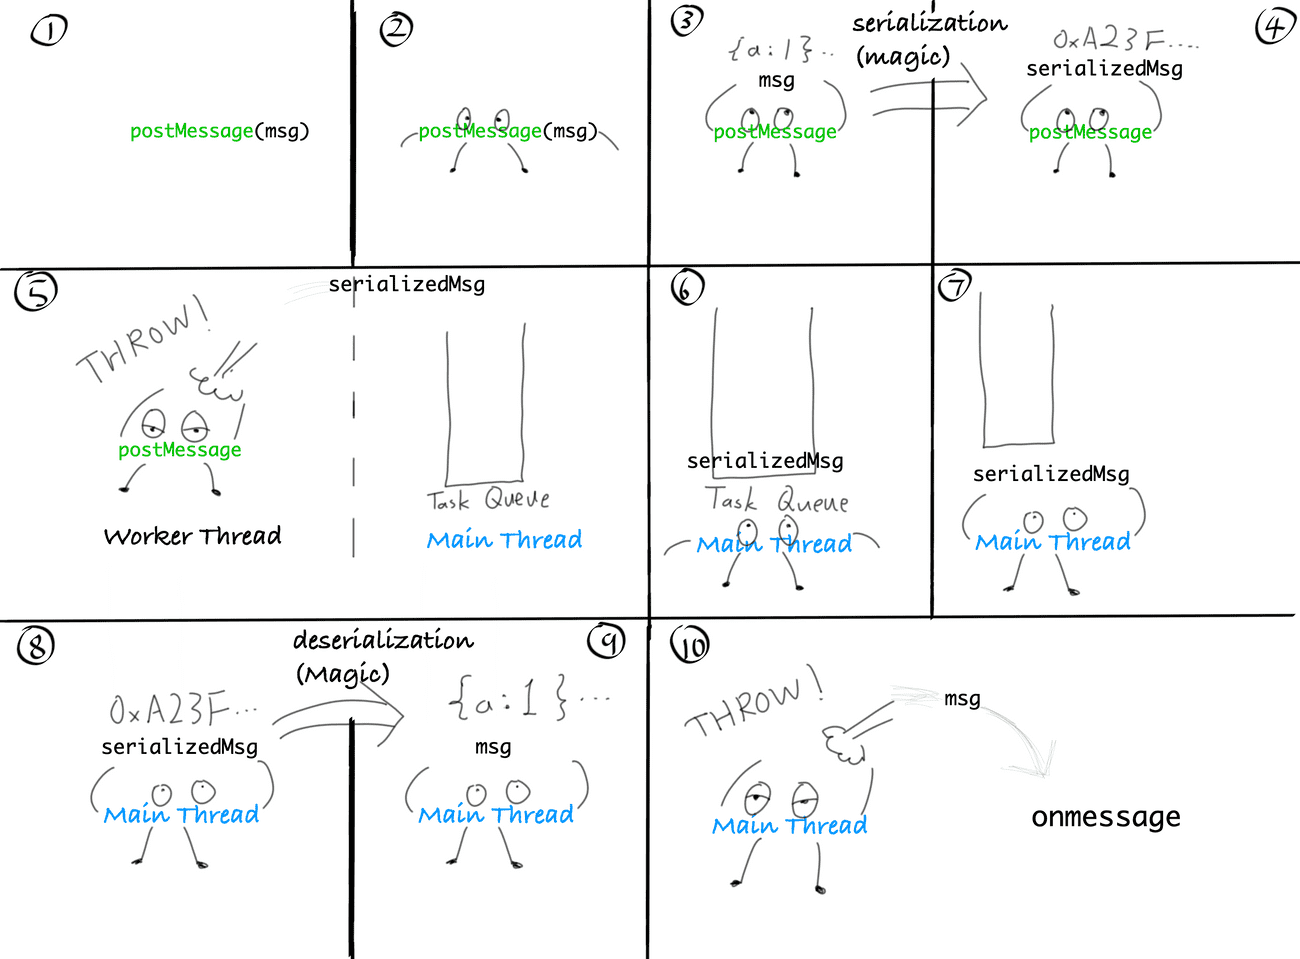 ①
postMessage(msg)
②
postMessage(msg)
③
{a:1}..
msg
postMessage
serialization
(magic)
④
0xA23F....
serializedMsg
postMessage
⑤
THROW!
postMessage
Worker Thread
serializedMsg
Task Queue
Main Thread
⑥
serializedMsg
Task Queue
Main Thread
⑦
serializedMsg
Main Thread
⑧
0xA23F...
serializedMsg
Main Thread
deserialization
(Magic)
⑨
{a:1}...
msg
Main Thread
⑩
THROW!
Main Thread
msg
onmessage